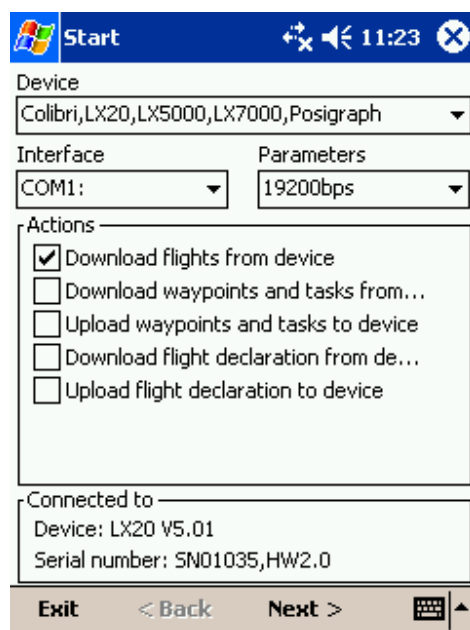 Start 11:23
Device
Colibri,LX20,LX5000,LX7000,Posigraph
Interface Parameters
COM1: 19200bps
Actions
Download flights from device
Download waypoints and tasks from...
Upload waypoints and tasks to device
Download flight declaration from de...
Upload flight declaration to device
Connected to
Device: LX20 V5.01
Serial number: SN01035,HW2.0
Exit < Back Next >